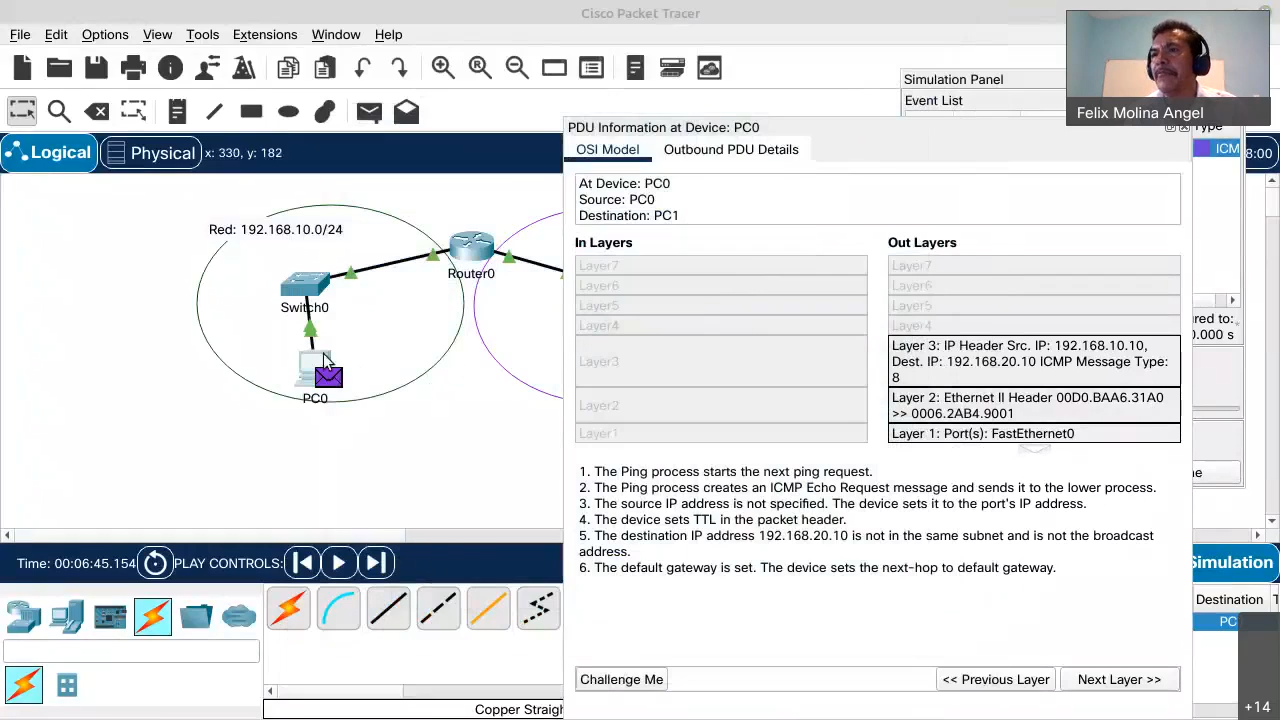 Cisco Packet Tracer
File Edit Options View Tools Extensions Window Help
Simulation Panel
Event List
Felix Molina Angel
Type
ICM
Logical
Physical
x: 330, y: 182
8:00
PDU Information at Device: PC0
OSI Model
Outbound PDU Details
At Device: PC0
Source: PC0
Destination: PC1
In Layers
Out Layers
Layer7
Layer6
Layer5
Layer4
Layer3
Layer2
Layer1
Layer7
Layer6
Layer5
Layer4
Layer 3: IP Header Src. IP: 192.168.10.10,
Dest. IP: 192.168.20.10 ICMP Message Type:
8
Layer 2: Ethernet II Header 00D0.BAA6.31A0
>> 0006.2AB4.9001
Layer 1: Port(s): FastEthernet0
1. The Ping process starts the next ping request.
2. The Ping process creates an ICMP Echo Request message and sends it to the lower process.
3. The source IP address is not specified. The device sets it to the port's IP address.
4. The device sets TTL in the packet header.
5. The destination IP address 192.168.20.10 is not in the same subnet and is not the broadcast
address.
6. The default gateway is set. The device sets the next-hop to default gateway.
Challenge Me
<< Previous Layer
Next Layer >>
Red: 192.168.10.0/24
Router0
Switch0
PC0
red to:
0.000 s
ne
Time: 00:06:45.154
PLAY CONTROLS:
Simulation
Destination
PC
Copper Straigh
+14